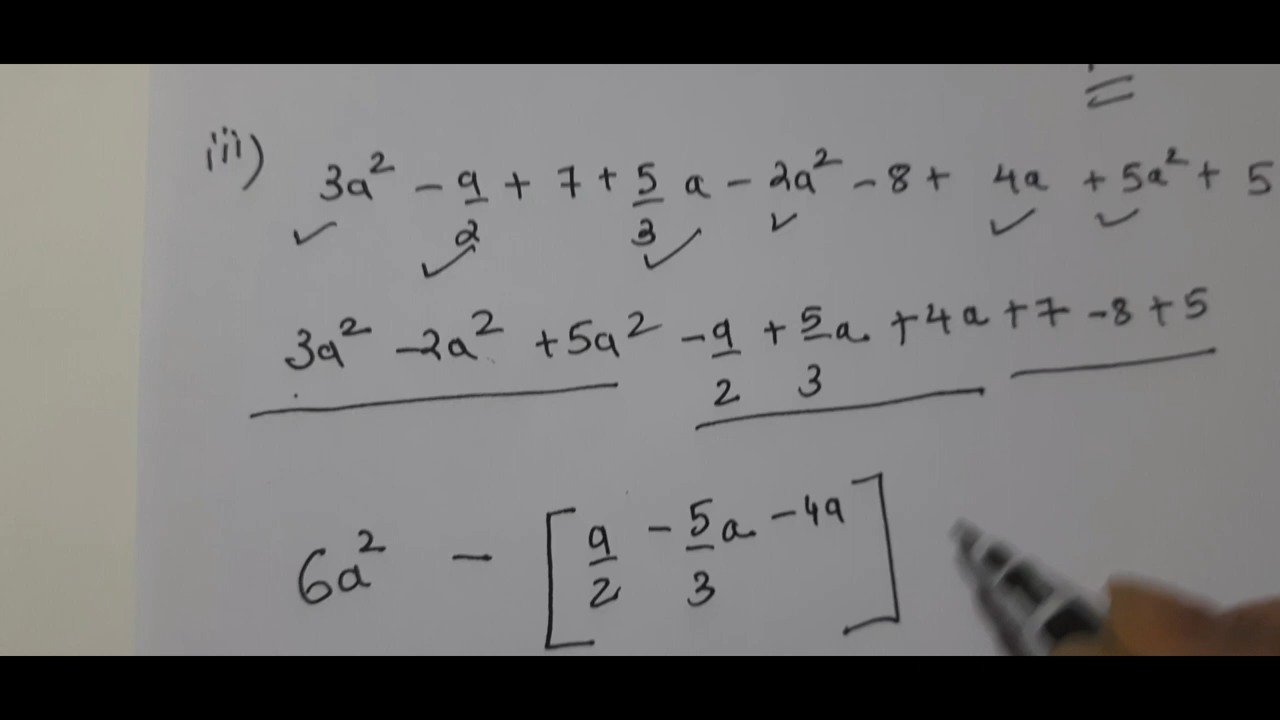 iii) 3a² - a/2 + 7 + 5/3 a - 2a² - 8 + 4a + 5a² + 5
3a² - 2a² + 5a² - a/2 + 5/3 a + 4a + 7 - 8 + 5
6a² - [a/2 - 5/3 a - 4a]